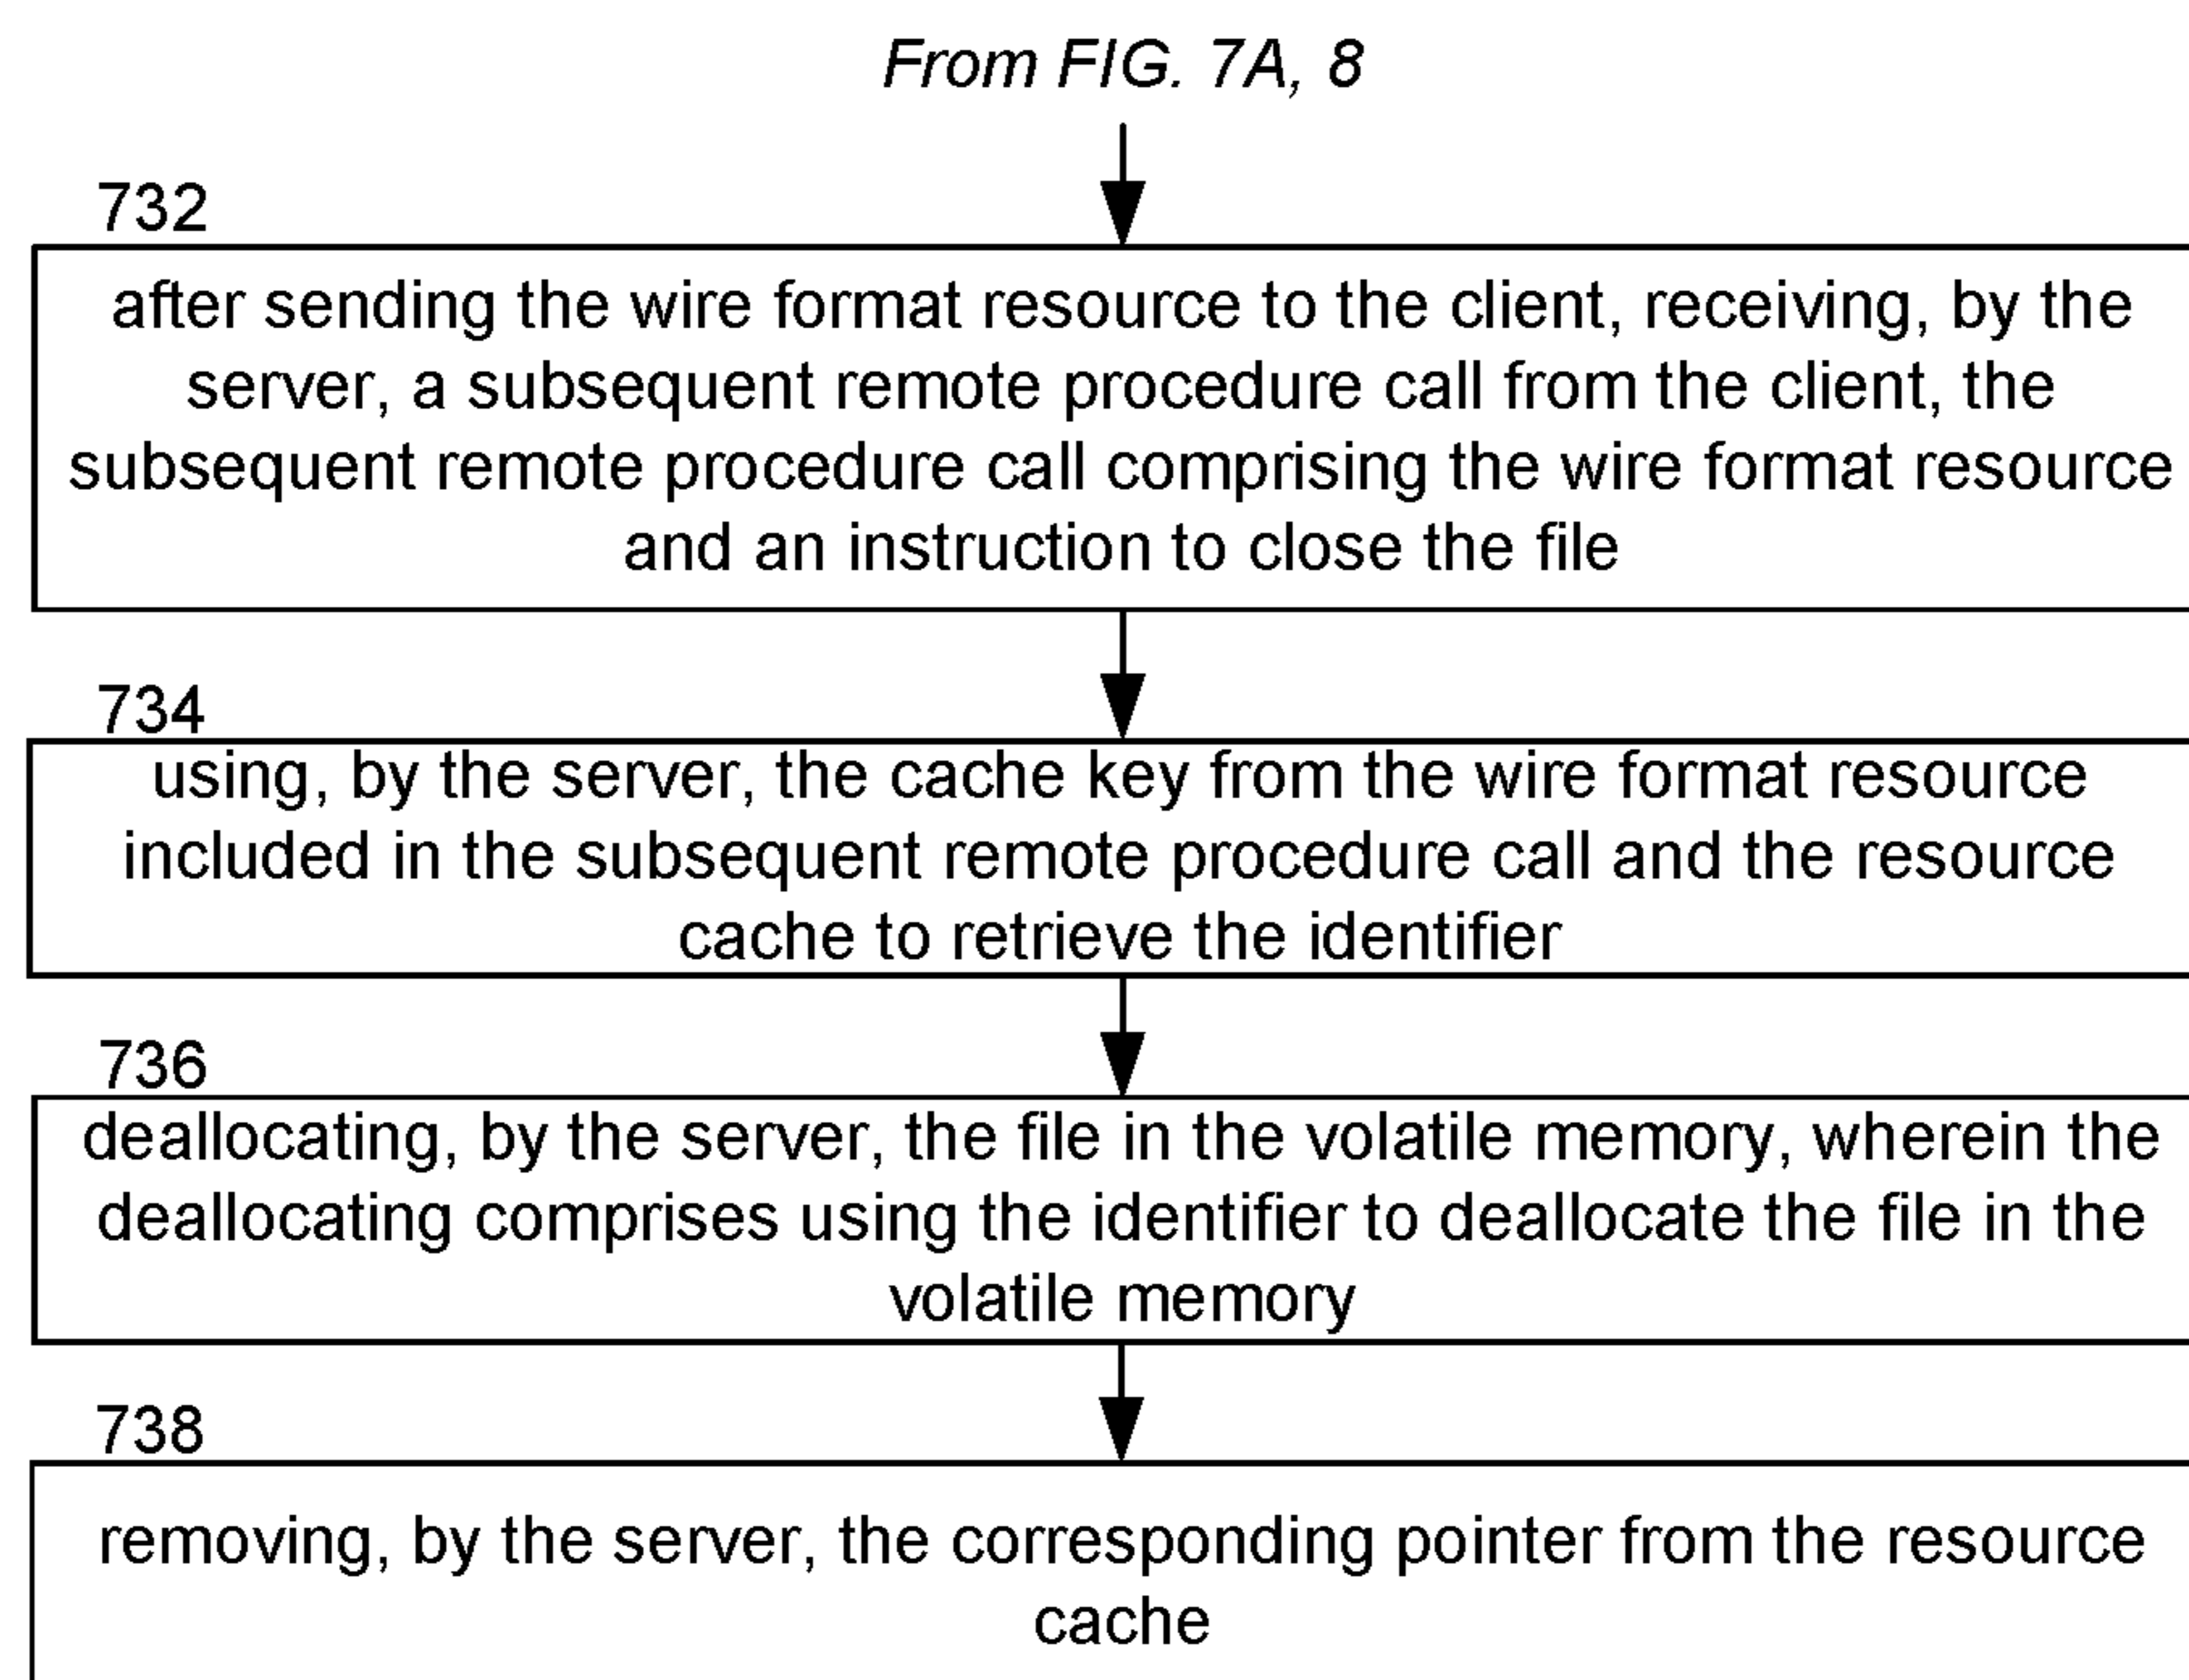 From FIG. 7A, 8
732
after sending the wire format resource to the client, receiving, by the
server, a subsequent remote procedure call from the client, the
subsequent remote procedure call comprising the wire format resource
and an instruction to close the file
734
using, by the server, the cache key from the wire format resource
included in the subsequent remote procedure call and the resource
cache to retrieve the identifier
736
deallocating, by the server, the file in the volatile memory, wherein the
deallocating comprises using the identifier to deallocate the file in the
volatile memory
738
removing, by the server, the corresponding pointer from the resource
cache